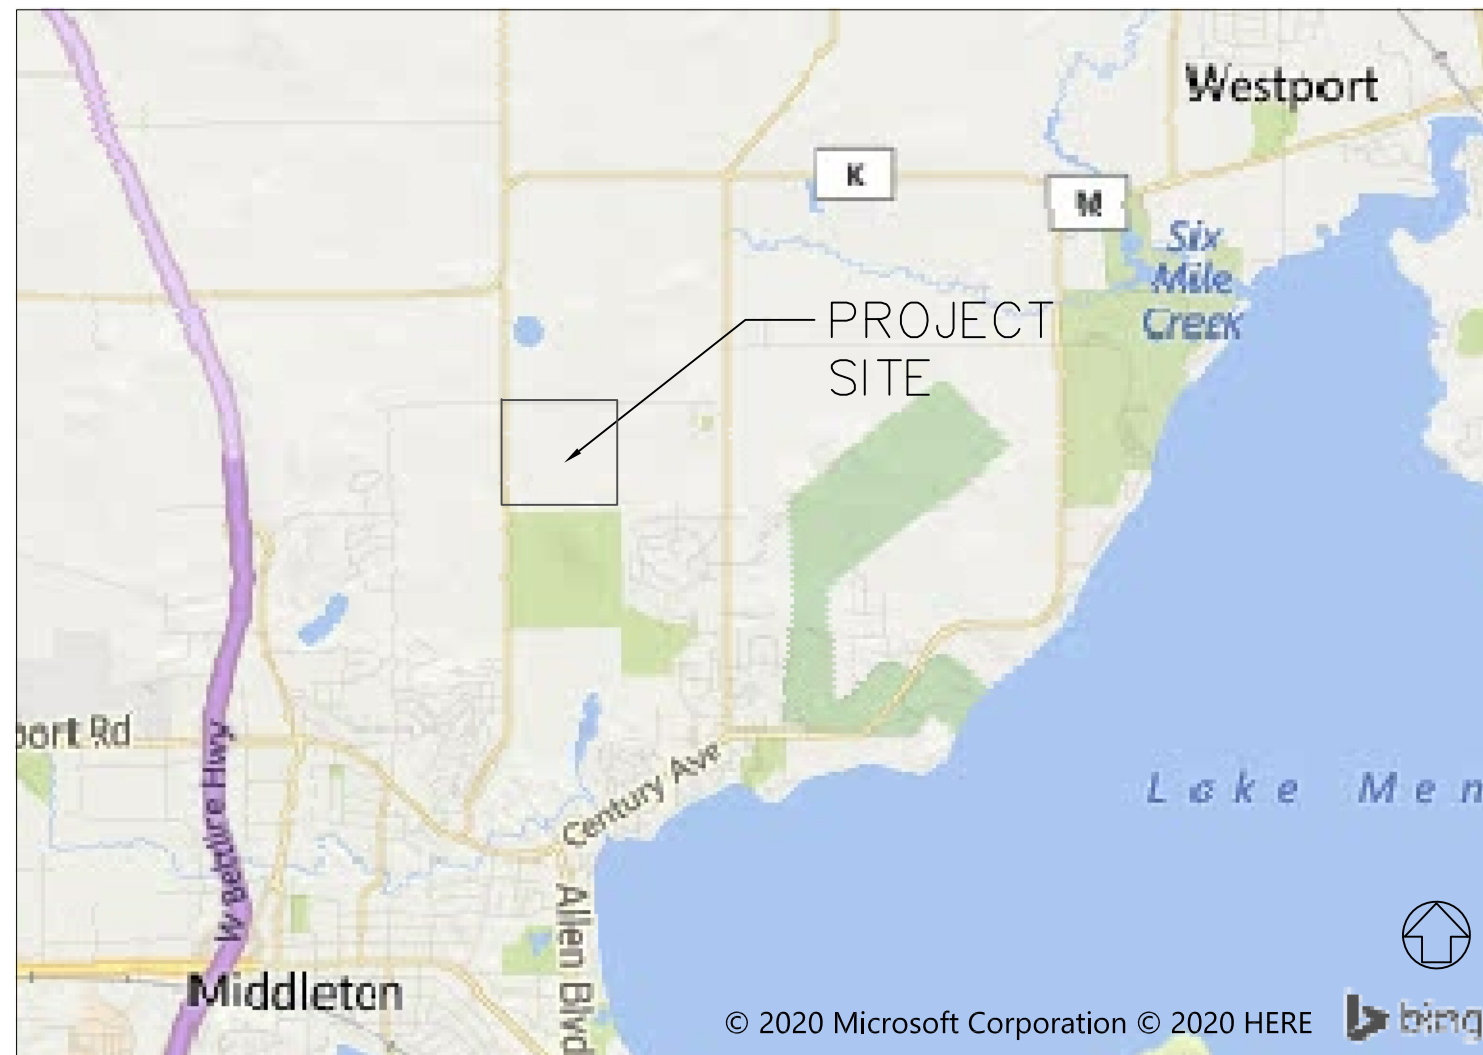 Westport
K
M
Six
Mile
Creek
PROJECT
SITE
port Rd
W Beltline Hwy
Century Ave
Lake Men
Allen Blvd
Middleton
© 2020 Microsoft Corporation © 2020 HERE
bing